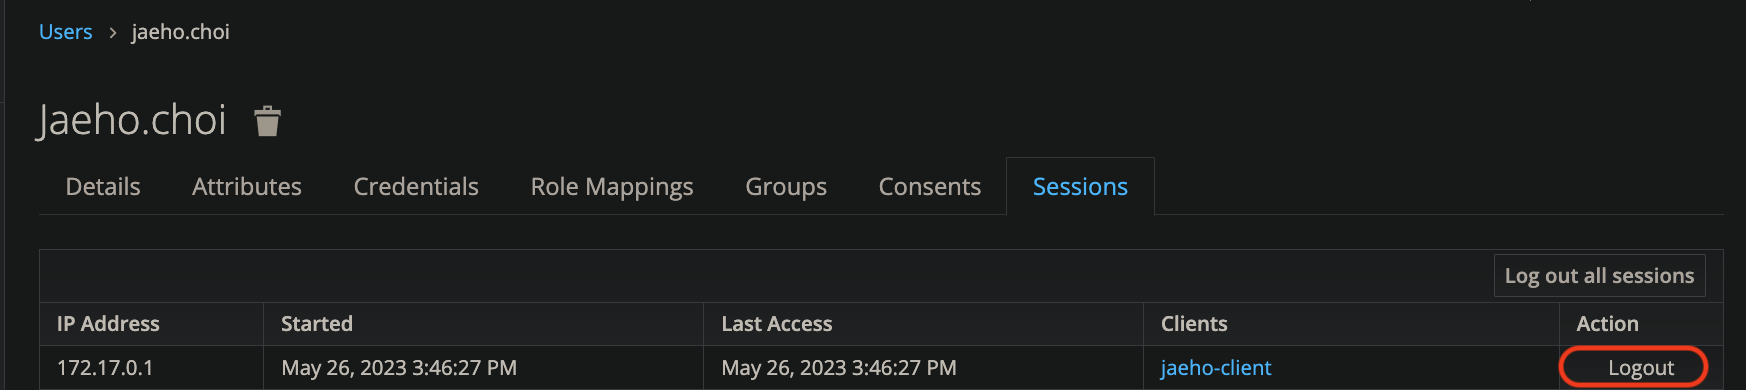 Users > jaeho.choi
Jaeho.choi
Details Attributes Credentials Role Mappings Groups Consents Sessions
Log out all sessions
IP Address Started Last Access Clients Action
172.17.0.1 May 26, 2023 3:46:27 PM May 26, 2023 3:46:27 PM jaeho-client Logout